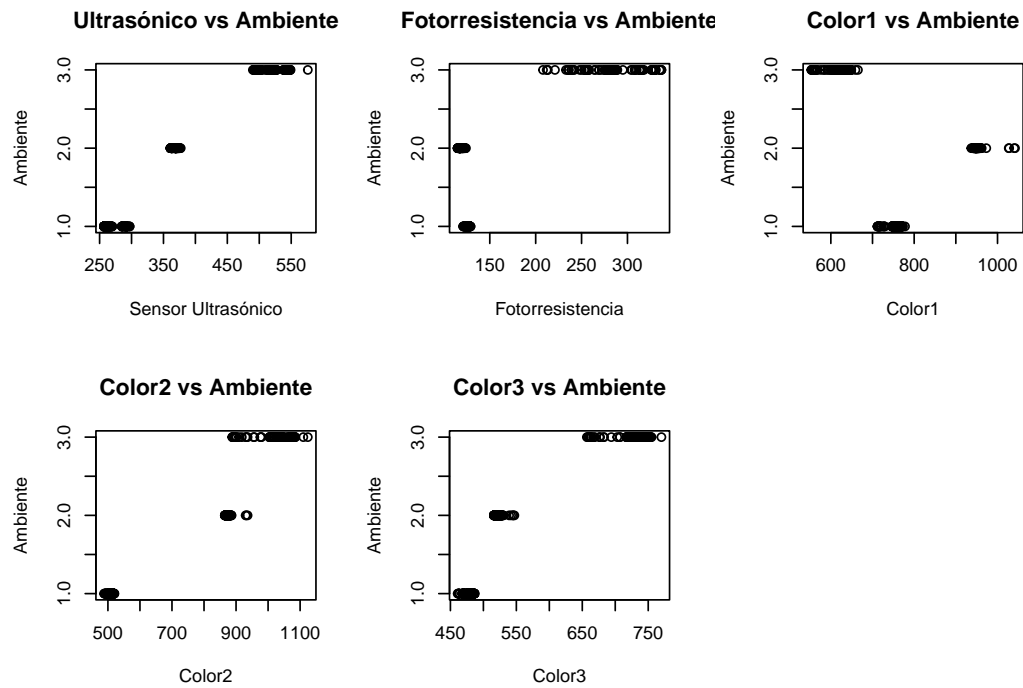 Ultrasónico vs Ambiente
Ambiente
3.0
2.0
1.0
250 350 450 550
Sensor Ultrasónico
Fotorresistencia vs Ambiente
Ambiente
3.0
2.0
1.0
150 200 250 300
Fotorresistencia
Color1 vs Ambiente
Ambiente
3.0
2.0
1.0
600 800 1000
Color1
Color2 vs Ambiente
Ambiente
3.0
2.0
1.0
500 700 900 1100
Color2
Color3 vs Ambiente
Ambiente
3.0
2.0
1.0
450 550 650 750
Color3